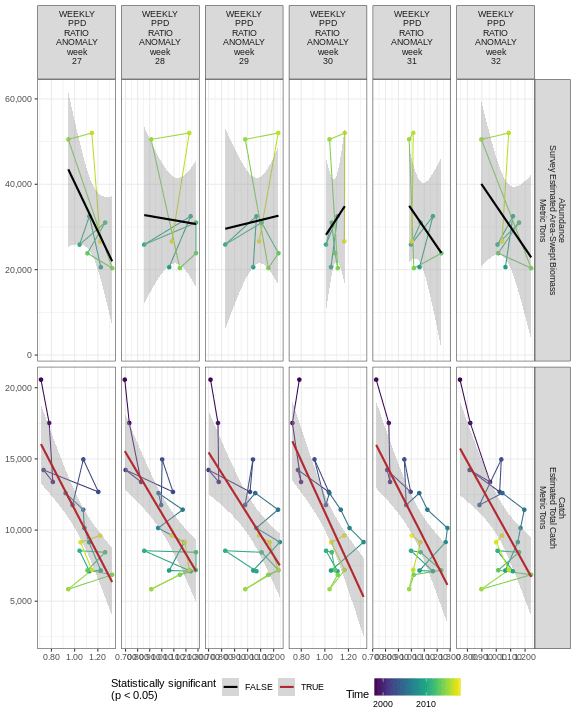 WEEKLY
PPD
RATIO
ANOMALY
week
27
WEEKLY
PPD
RATIO
ANOMALY
week
28
WEEKLY
PPD
RATIO
ANOMALY
week
29
WEEKLY
PPD
RATIO
ANOMALY
week
30
WEEKLY
PPD
RATIO
ANOMALY
week
31
WEEKLY
PPD
RATIO
ANOMALY
week
32
60,000
40,000
20,000
0
Abundance
Survey Estimated Area-Swept Biomass
Metric Tons
20,000
15,000
10,000
5,000
Catch
Estimated Total Catch
Metric Tons
0.80 1.00 1.20
0.80 1.00 1.20
Statistically significant
(p < 0.05)
FALSE
TRUE
Time
2000 2010